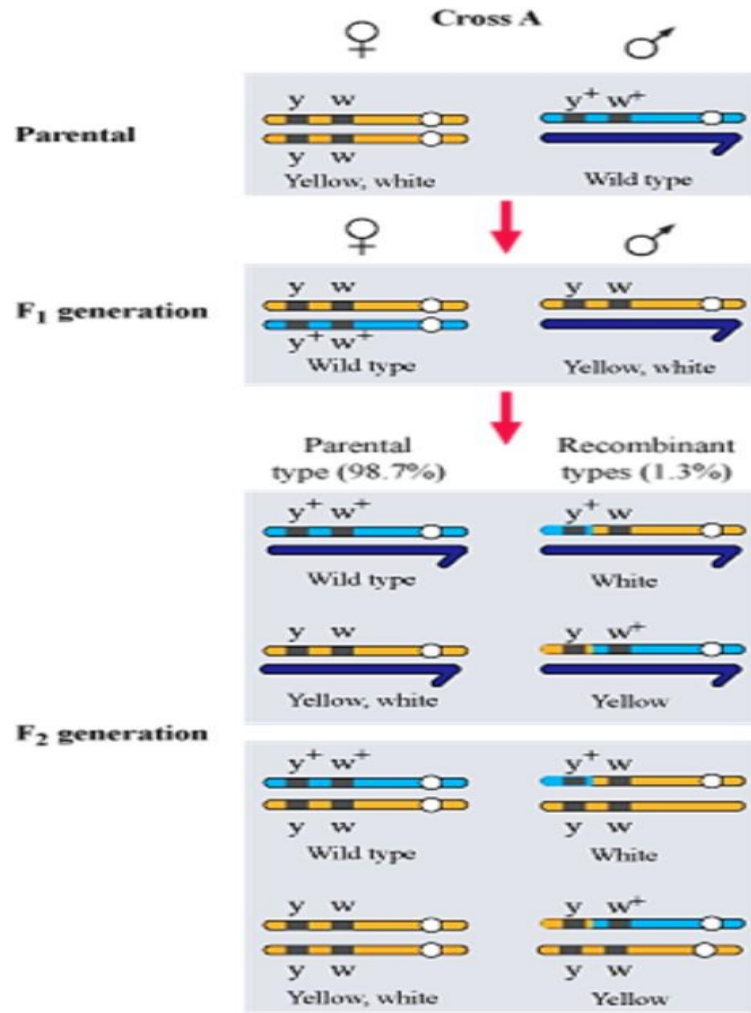 Cross A
♀ ♂
Parental
y w y⁺ w⁺
y w
Yellow, white Wild type
♀ ♂
F₁ generation
y w y w
y⁺ w⁺
Wild type Yellow, white
Parental Recombinant
type (98.7%) types (1.3%)
y⁺ w⁺ y⁺ w
Wild type White
y w y w⁺
Yellow, white Yellow
F₂ generation
y⁺ w⁺ y⁺ w
y w y w
Wild type White
y w y w⁺
y w y w
Yellow, white Yellow